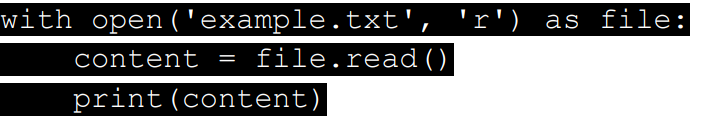 with open('example.txt', 'r') as file:
    content = file.read()
    print(content)